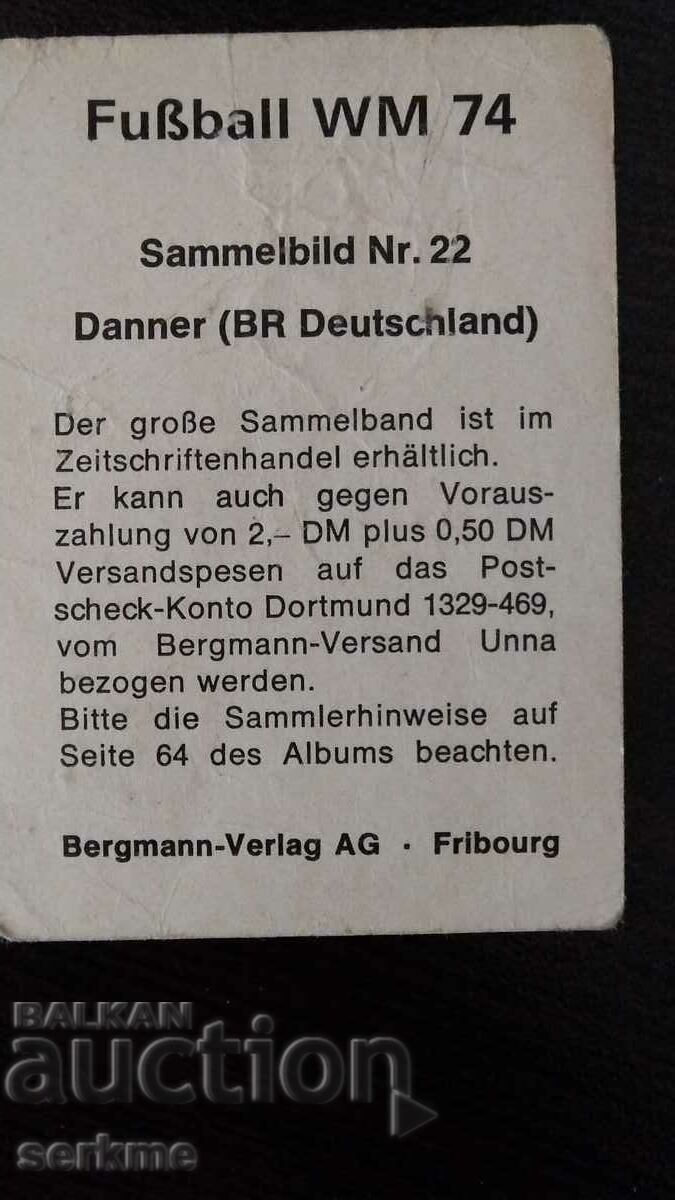 Fußball WM 74
Sammelbild Nr. 22
Danner (BR Deutschland)
Der große Sammelband ist im
Zeitschriftenhandel erhältlich.
Er kann auch gegen Voraus-
zahlung von 2,– DM plus 0,50 DM
Versandspesen auf das Post-
scheck-Konto Dortmund 1329-469,
vom Bergmann-Versand Unna
bezogen werden.
Bitte die Sammlerhinweise auf
Seite 64 des Albums beachten.
Bergmann-Verlag AG · Fribourg
BALKAN
auction
serkme